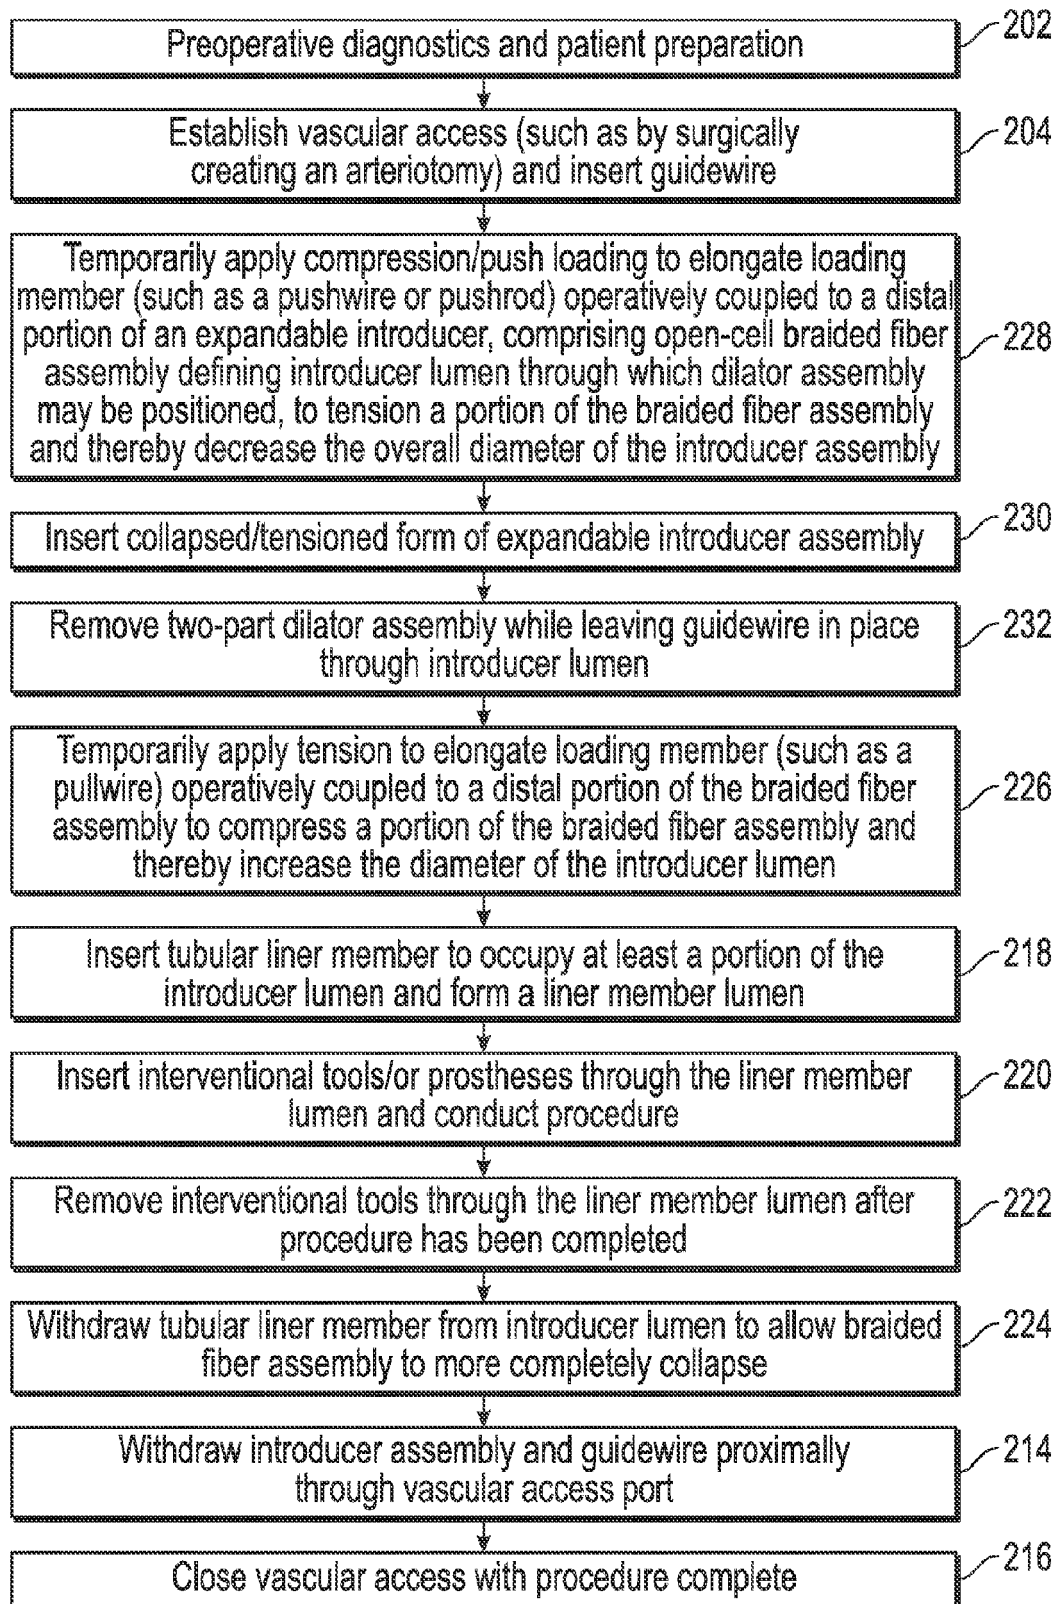 Preoperative diagnostics and patient preparation
202
Establish vascular access (such as by surgically
creating an arteriotomy) and insert guidewire
204
Temporarily apply compression/push loading to elongate loading
member (such as a pushwire or pushrod) operatively coupled to a distal
portion of an expandable introducer, comprising open-cell braided fiber
assembly defining introducer lumen through which dilator assembly
may be positioned, to tension a portion of the braided fiber assembly
and thereby decrease the overall diameter of the introducer assembly
228
Insert collapsed/tensioned form of expandable introducer assembly
230
Remove two-part dilator assembly while leaving guidewire in place
through introducer lumen
232
Temporarily apply tension to elongate loading member (such as a
pullwire) operatively coupled to a distal portion of the braided fiber
assembly to compress a portion of the braided fiber assembly and
thereby increase the diameter of the introducer lumen
226
Insert tubular liner member to occupy at least a portion of the
introducer lumen and form a liner member lumen
218
Insert interventional tools/or prostheses through the liner member
lumen and conduct procedure
220
Remove interventional tools through the liner member lumen after
procedure has been completed
222
Withdraw tubular liner member from introducer lumen to allow braided
fiber assembly to more completely collapse
224
Withdraw introducer assembly and guidewire proximally
through vascular access port
214
Close vascular access with procedure complete
216